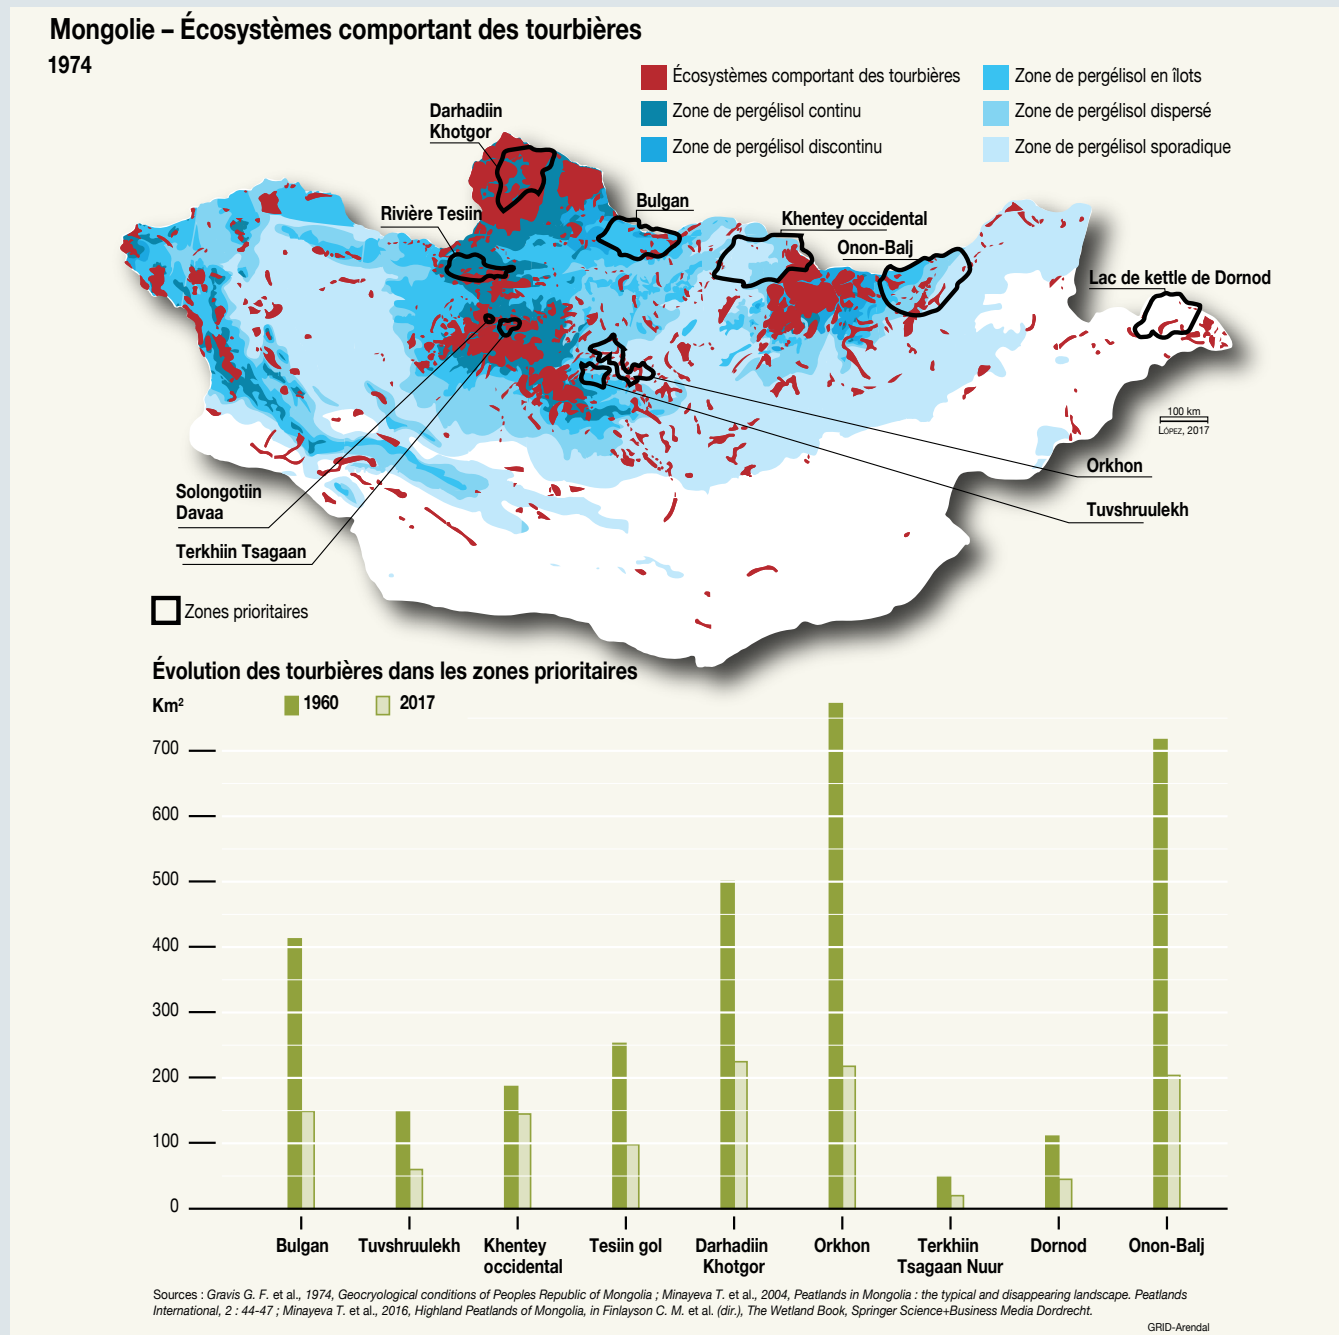 Mongolie – Écosystèmes comportant des tourbières
1974
Écosystèmes comportant des tourbières
Zone de pergélisol continu
Zone de pergélisol discontinu
Zone de pergélisol en îlots
Zone de pergélisol dispersé
Zone de pergélisol sporadique
Darhadiin
Khotgor
Rivière Tesiin
Bulgan
Khentey occidental
Onon-Balj
Lac de kettle de Dornod
100 km
López, 2017
Orkhon
Tuvshruulekh
Solongotiin
Davaa
Terkhiin Tsagaan
Zones prioritaires
Évolution des tourbières dans les zones prioritaires
Km²
1960
2017
700
600
500
400
300
200
100
0
Bulgan
Tuvshruulekh
Khentey
occidental
Tesiin gol
Darhadiin
Khotgor
Orkhon
Terkhiin
Tsagaan Nuur
Dornod
Onon-Balj
Sources : Gravis G. F. et al., 1974, Geocryological conditions of Peoples Republic of Mongolia ; Minayeva T. et al., 2004, Peatlands in Mongolia : the typical and disappearing landscape. Peatlands
International, 2 : 44-47 ; Minayeva T. et al., 2016, Highland Peatlands of Mongolia, in Finlayson C. M. et al. (dir.), The Wetland Book, Springer Science+Business Media Dordrecht.
GRID-Arendal